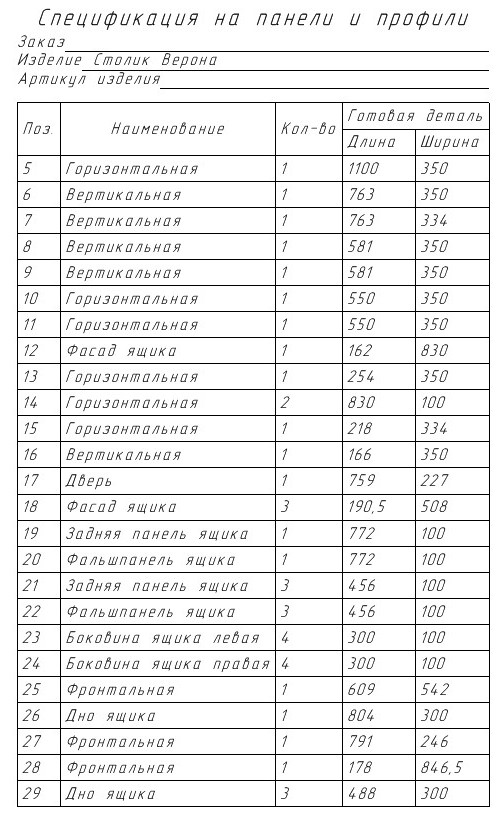 Спецификация на панели и профили
Заказ
Изделие Столик Верона
Артикул изделия
Поз. Наименование Кол-во Готовая деталь
Длина Ширина
5 Горизонтальная 1 1100 350
6 Вертикальная 1 763 350
7 Вертикальная 1 763 334
8 Вертикальная 1 581 350
9 Вертикальная 1 581 350
10 Горизонтальная 1 550 350
11 Горизонтальная 1 550 350
12 Фасад ящика 1 162 830
13 Горизонтальная 1 254 350
14 Горизонтальная 2 830 100
15 Горизонтальная 1 218 334
16 Вертикальная 1 166 350
17 Дверь 1 759 227
18 Фасад ящика 3 190,5 508
19 Задняя панель ящика 1 772 100
20 Фальшпанель ящика 1 772 100
21 Задняя панель ящика 3 456 100
22 Фальшпанель ящика 3 456 100
23 Боковина ящика левая 4 300 100
24 Боковина ящика правая 4 300 100
25 Фронтальная 1 609 542
26 Дно ящика 1 804 300
27 Фронтальная 1 791 246
28 Фронтальная 1 178 846,5
29 Дно ящика 3 488 300